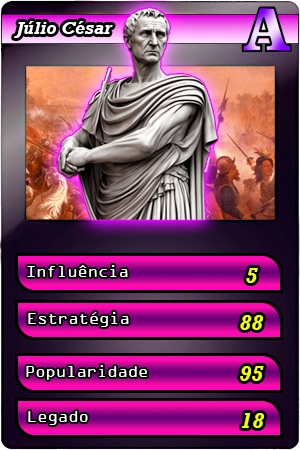 Júlio César
A
Influência 5
Estratégia 88
Popularidade 95
Legado 18